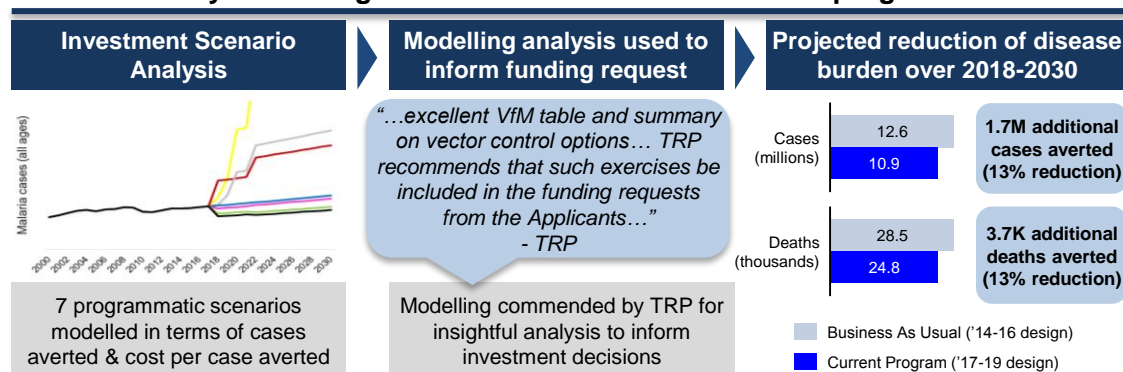 Investment Scenario
Analysis
Malaria cases (all ages)
2000 2002 2004 2006 2008 2010 2012 2014 2016 2018 2020 2022 2024 2026 2028 2030
7 programmatic scenarios
modelled in terms of cases
averted & cost per case averted
Modelling analysis used to
inform funding request
“…excellent VfM table and summary
on vector control options… TRP
recommends that such exercises be
included in the funding requests
from the Applicants…”
- TRP
Modelling commended by TRP for
insightful analysis to inform
investment decisions
Projected reduction of disease
burden over 2018-2030
Cases
(millions)
12.6
10.9
1.7M additional
cases averted
(13% reduction)
Deaths
(thousands)
28.5
24.8
3.7K additional
deaths averted
(13% reduction)
Business As Usual (’14-16 design)
Current Program (’17-19 design)